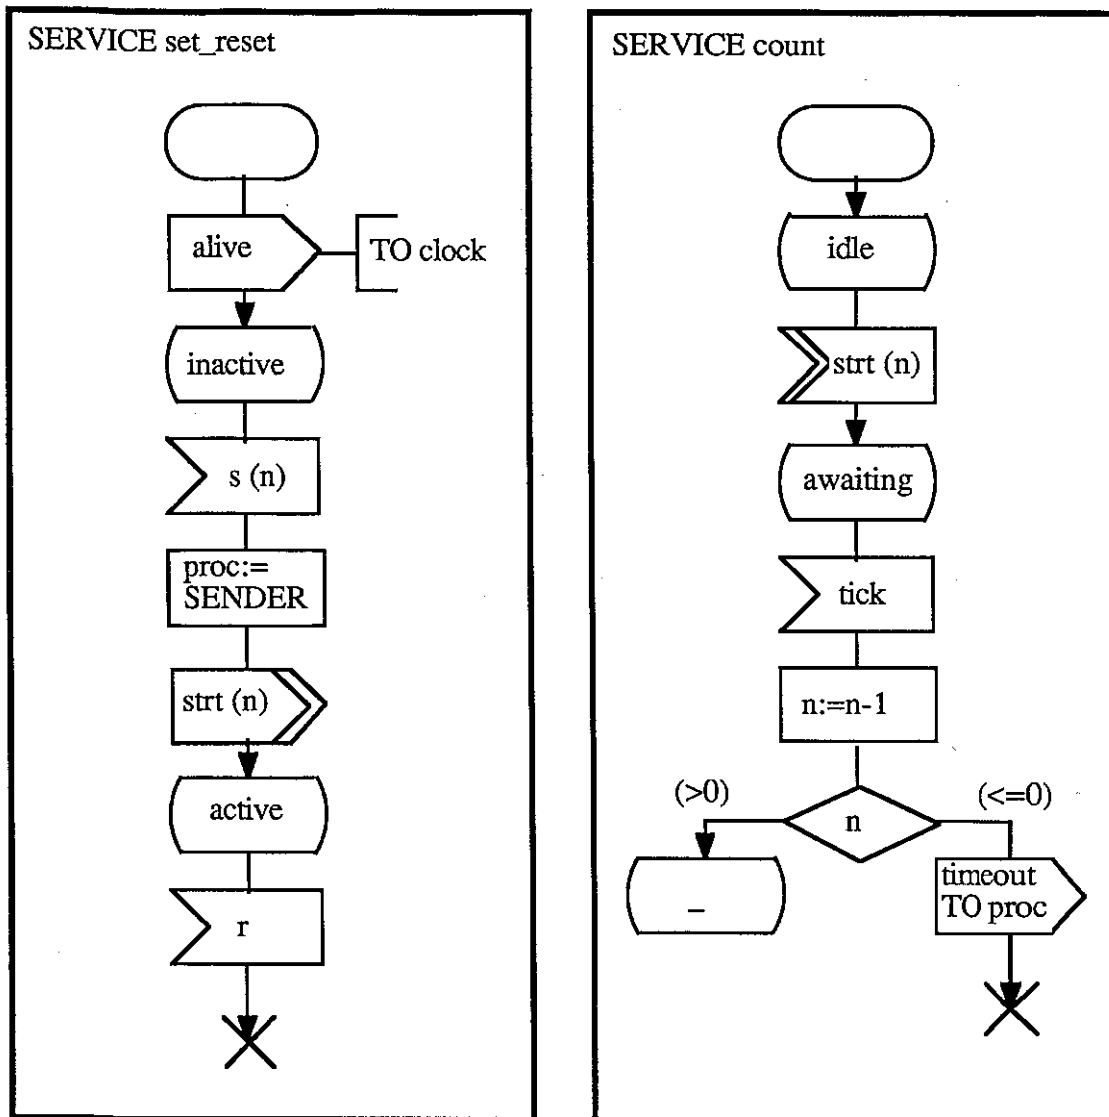 SERVICE set_reset
alive
TO clock
inactive
s (n)
proc:=
SENDER
strt (n)
active
r
SERVICE count
idle
strt (n)
awaiting
tick
n:=n-1
(>0)
n
(<=0)
_
timeout
TO proc